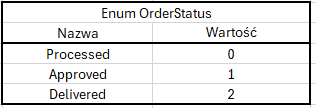 Enum OrderStatus
Nazwa Wartość
Processed 0
Approved 1
Delivered 2